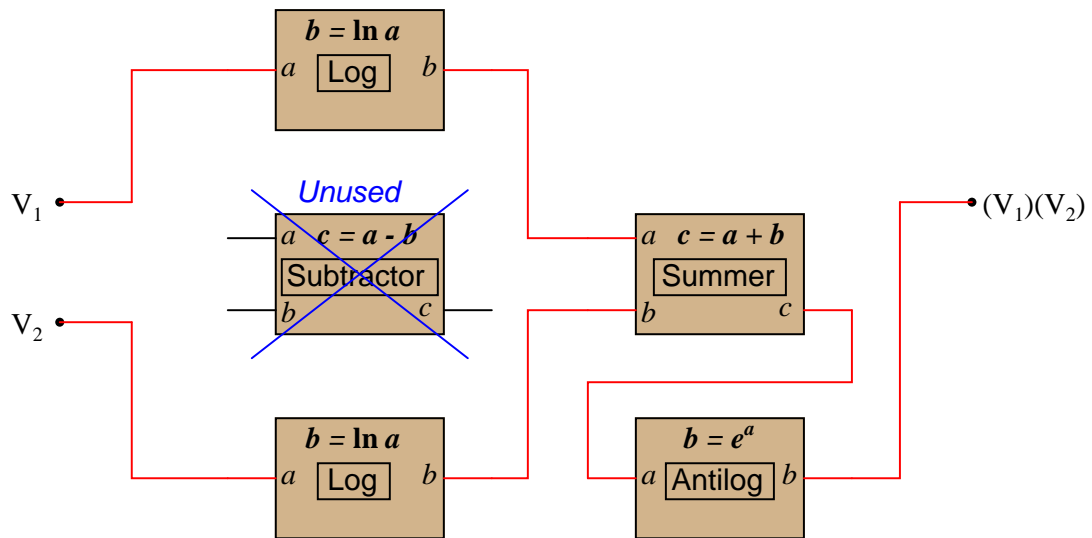 b = ln a
a Log b
V1
Unused
a c = a - b
Subtractor
b c
a c = a + b
Summer
b c
(V1)(V2)
V2
b = ln a
a Log b
b = e^a
a Antilog b